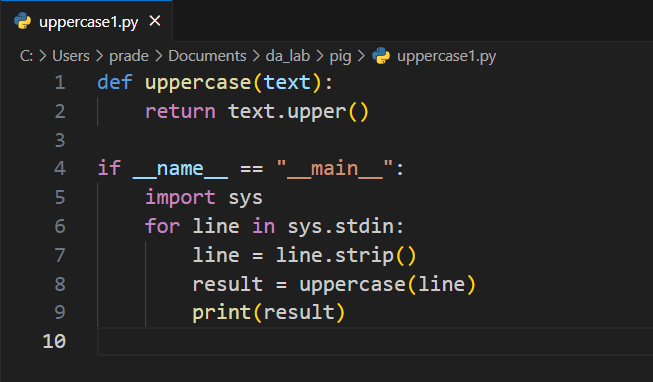 uppercase1.py ×
C: > Users > prade > Documents > da_lab > pig > uppercase1.py
1 def uppercase(text):
2     return text.upper()
3
4 if __name__ == "__main__":
5     import sys
6     for line in sys.stdin:
7         line = line.strip()
8         result = uppercase(line)
9         print(result)
10